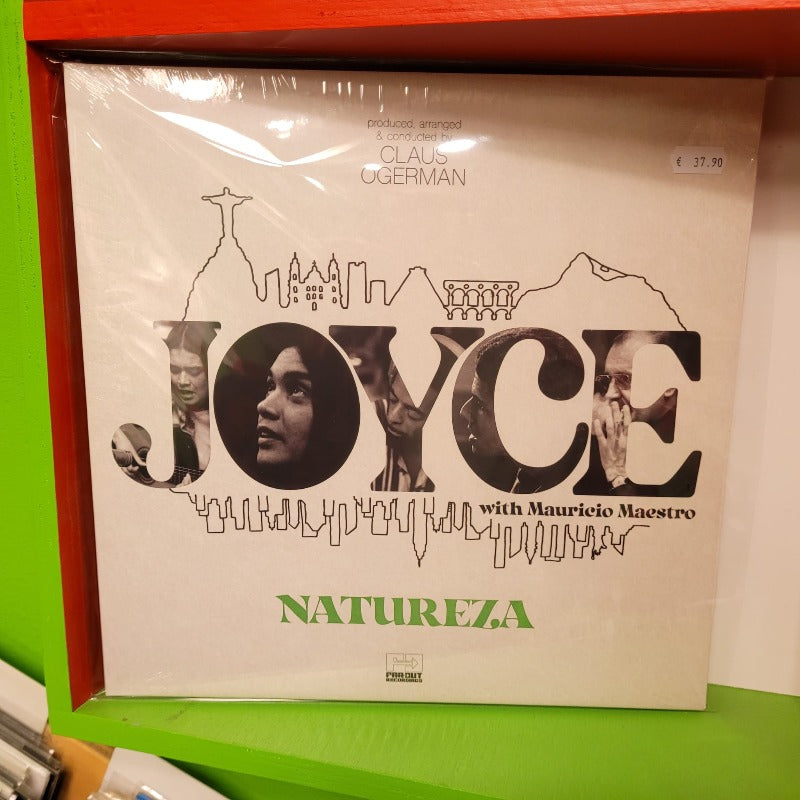 produced, arranged
& conducted by
CLAUS
OGERMAN
€ 37.90
JOYCE
with Mauricio Maestro
NATUREZA
FAR OUT
RECORDINGS